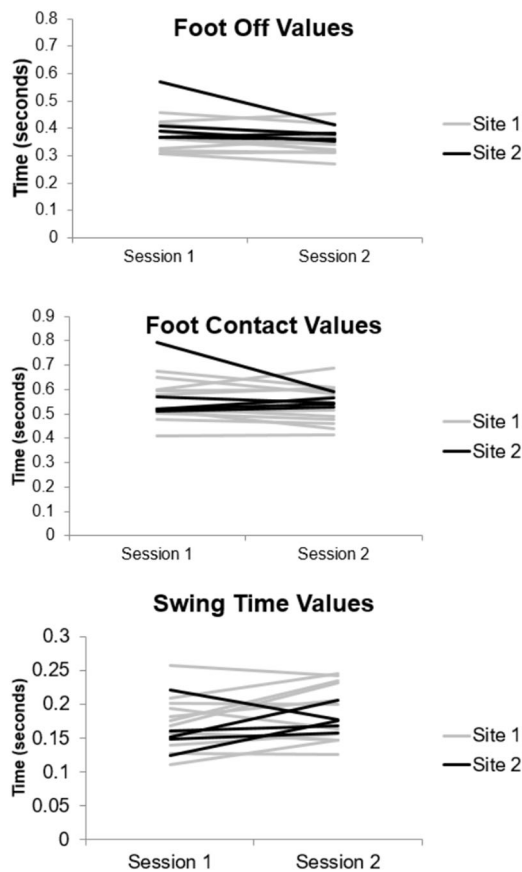 Foot Off Values
0.8
0.7
0.6
0.5
0.4
0.3
0.2
0.1
0
Time (seconds)
Session 1 Session 2
Site 1
Site 2
Foot Contact Values
0.9
0.8
0.7
0.6
0.5
0.4
0.3
0.2
0.1
0
Time (seconds)
Session 1 Session 2
Site 1
Site 2
Swing Time Values
0.3
0.25
0.2
0.15
0.1
0.05
0
Time (seconds)
Session 1 Session 2
Site 1
Site 2